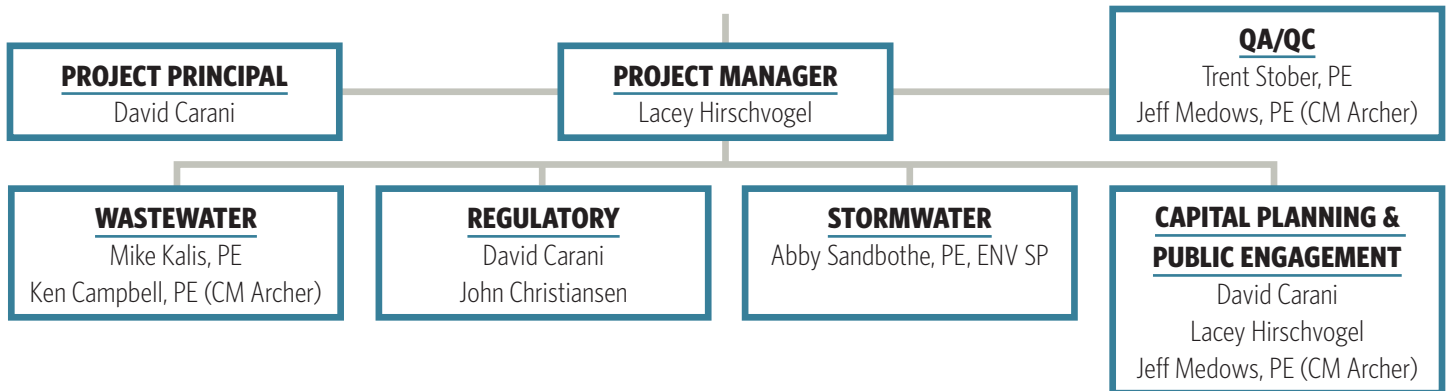 PROJECT PRINCIPAL
David Carani
PROJECT MANAGER
Lacey Hirschvogel
QA/QC
Trent Stober, PE
Jeff Medows, PE (CM Archer)
WASTEWATER
Mike Kalis, PE
Ken Campbell, PE (CM Archer)
REGULATORY
David Carani
John Christiansen
STORMWATER
Abby Sandbothe, PE, ENV SP
CAPITAL PLANNING &
PUBLIC ENGAGEMENT
David Carani
Lacey Hirschvogel
Jeff Medows, PE (CM Archer)